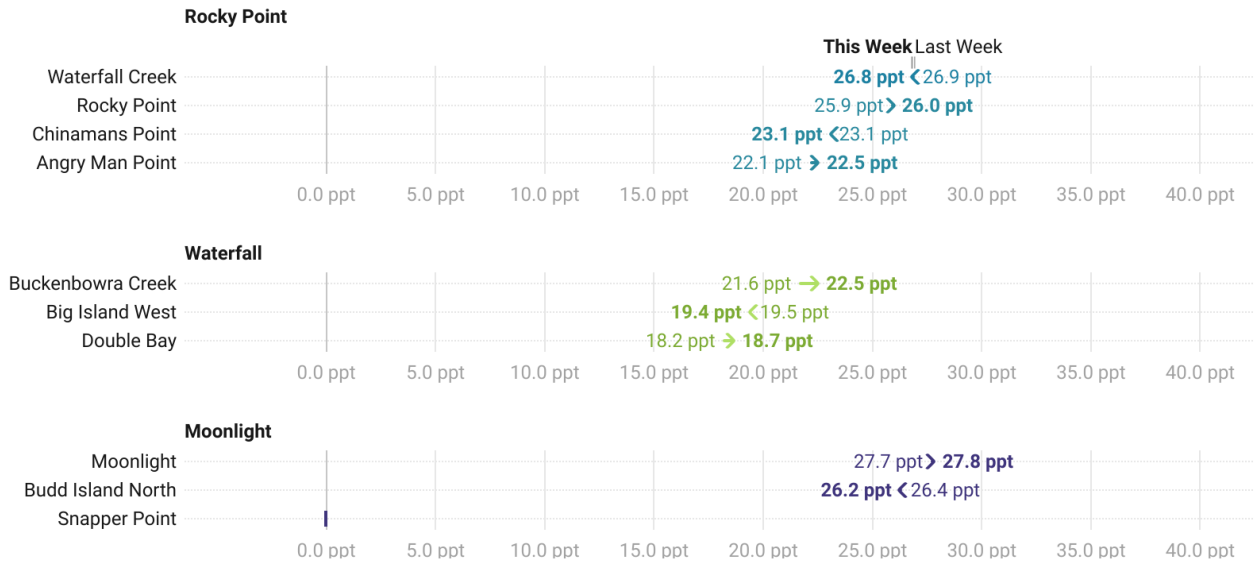 Rocky Point
This Week Last Week
Waterfall Creek 26.8 ppt 26.9 ppt
Rocky Point 25.9 ppt 26.0 ppt
Chinamans Point 23.1 ppt 23.1 ppt
Angry Man Point 22.1 ppt 22.5 ppt
0.0 ppt 5.0 ppt 10.0 ppt 15.0 ppt 20.0 ppt 25.0 ppt 30.0 ppt 35.0 ppt 40.0 ppt
Waterfall
Buckenbowra Creek 21.6 ppt 22.5 ppt
Big Island West 19.4 ppt 19.5 ppt
Double Bay 18.2 ppt 18.7 ppt
0.0 ppt 5.0 ppt 10.0 ppt 15.0 ppt 20.0 ppt 25.0 ppt 30.0 ppt 35.0 ppt 40.0 ppt
Moonlight
Moonlight 27.7 ppt 27.8 ppt
Budd Island North 26.2 ppt 26.4 ppt
Snapper Point
0.0 ppt 5.0 ppt 10.0 ppt 15.0 ppt 20.0 ppt 25.0 ppt 30.0 ppt 35.0 ppt 40.0 ppt